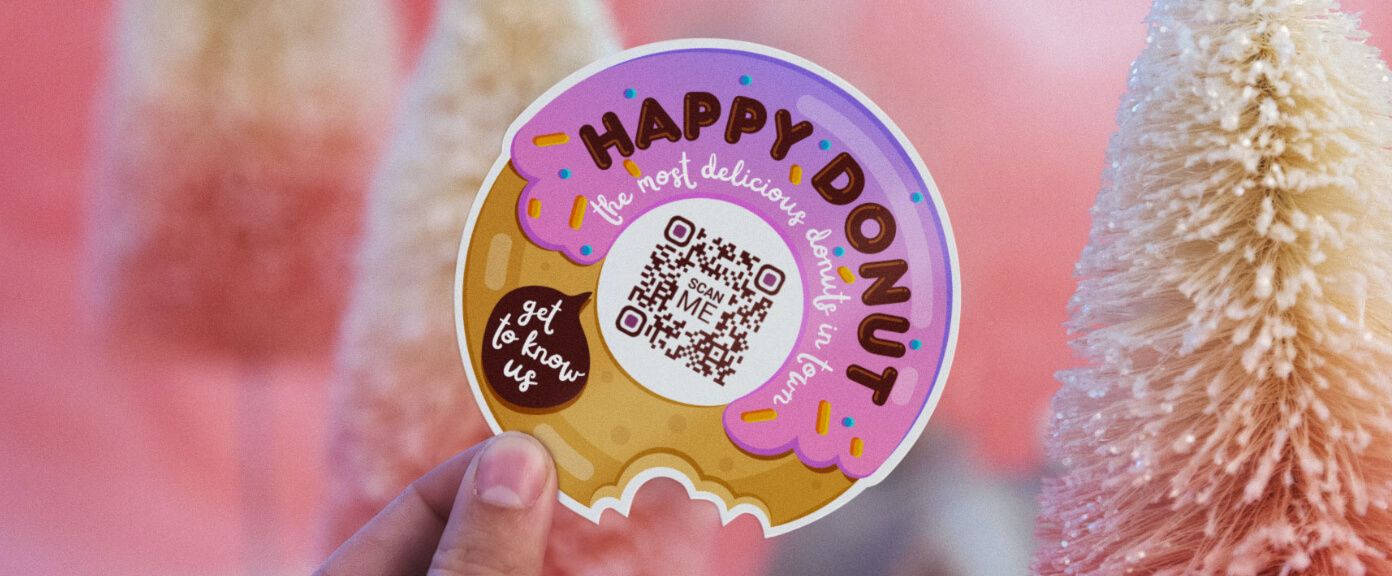 HAPPY DONUT
the most delicious donuts in town
SCAN
ME
get
to know
us